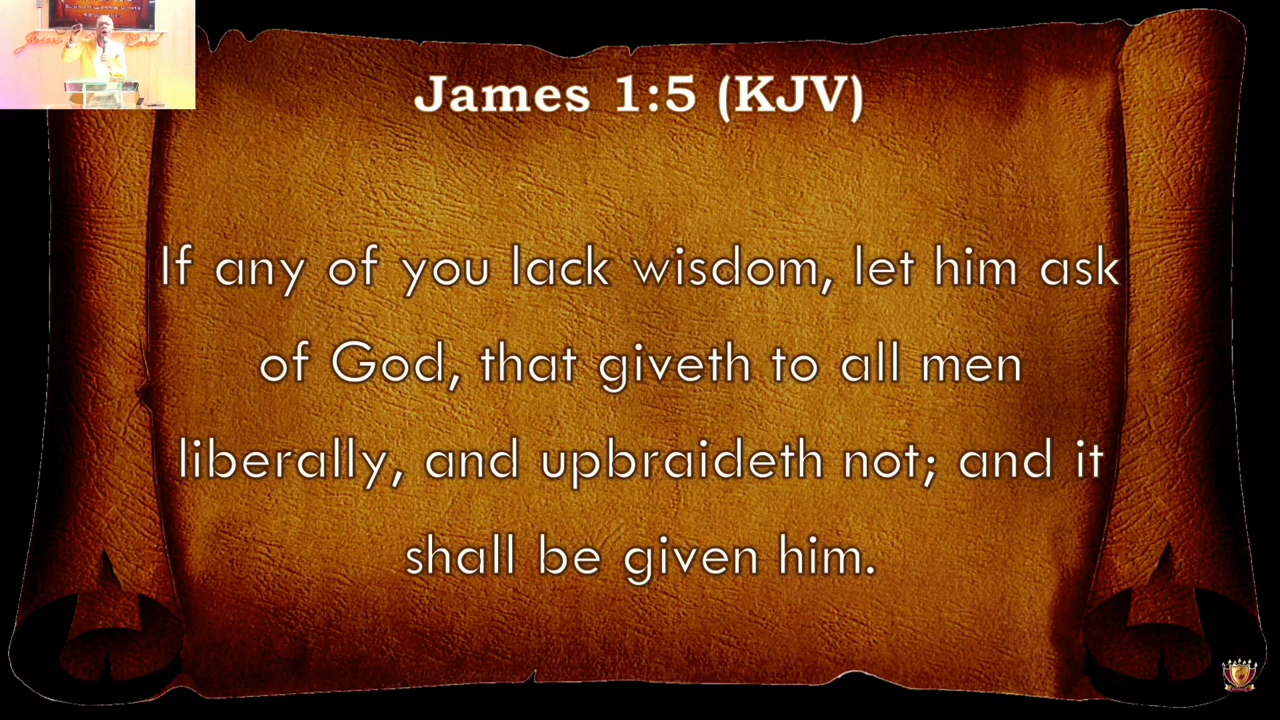 James 1:5 (KJV)
If any of you lack wisdom, let him ask
of God, that giveth to all men
liberally, and upbraideth not; and it
shall be given him.